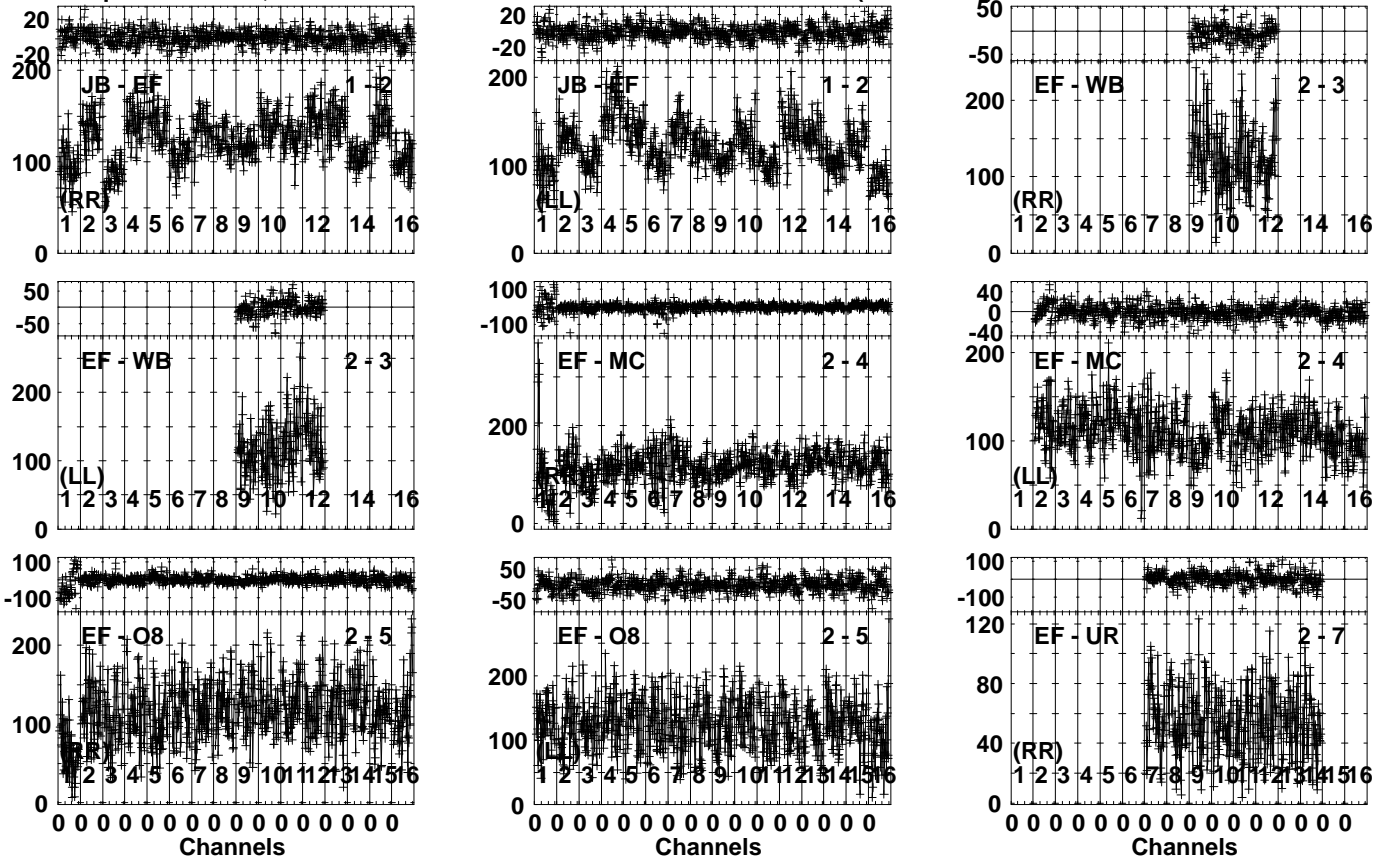 20 20 50
-20 -20 -50
200 JB - EF 1 - 2 200 JB - EF 1 - 2 EF - WB 2 - 3
200
100 100 100
(RR) (LL) (RR)
1 2 3 4 5 6 7 8 9 10 12 14 16 1 2 3 4 5 6 7 8 9 10 12 14 16 1 2 3 4 5 6 7 9 10 12 14 16
0 0 0
50 100 40
0
-50 -100 -40
EF - WB 2 - 3 EF - MC 2 - 4 200 EF - MC 2 - 4
200 200
100 100
(LL) (RR) (LL)
1 2 3 4 5 6 7 9 10 12 14 16 1 2 3 4 5 6 7 8 9 10 12 14 16 1 2 3 4 5 6 7 8 9 10 12 14 16
0 0 0
100 50 100
-100 -50 -100
EF - O8 2 - 5 EF - O8 2 - 5 120 EF - UR 2 - 7
200 200 80
100 100 40
(RR) (LL) (RR)
2 3 4 5 6 7 8 9 10 11 12 13 14 15 16 1 2 3 4 5 6 7 8 9 10 11 12 13 14 15 16 1 2 3 4 5 7 8 9 10 11 12 13 14 15 16
0 0 0
0 0 0 0 0 0 0 0 0 0 0 0 0 0 0 0 0 0 0 0 0 0 0 0 0 0 0 0 0 0 0 0 0 0 0 0 0 0 0 0 0 0 0 0 0 0 0 0
Channels Channels Channels